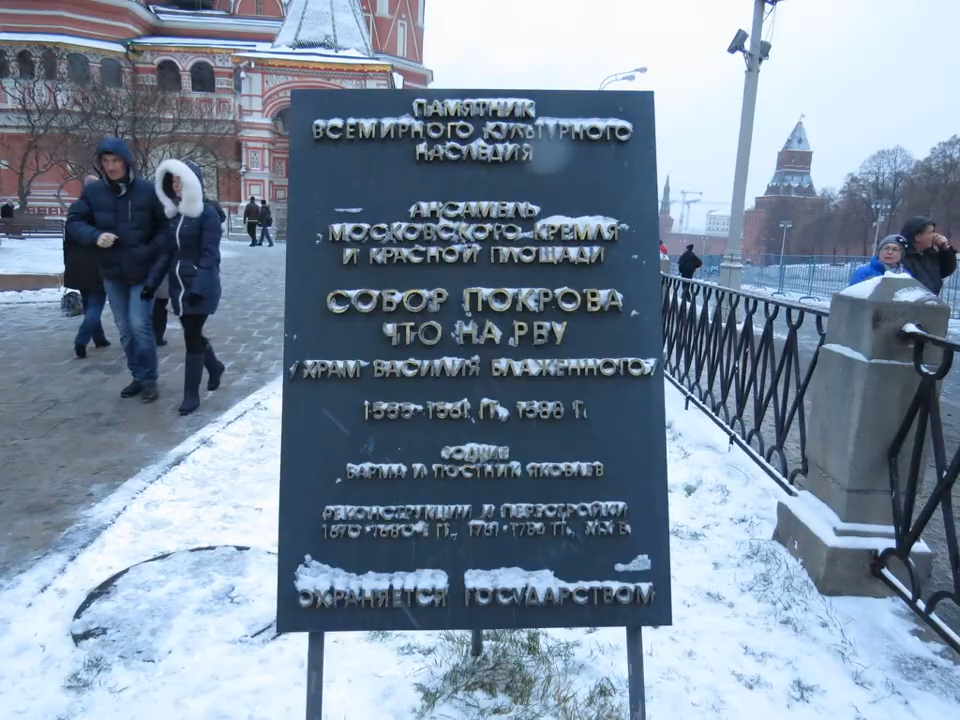 ПАМЯТНИК
ВСЕМИРНОГО КУЛЬТУРНОГО
НАСЛЕДИЯ
АНСАМБЛЬ
МОСКОВСКОГО КРЕМЛЯ
И КРАСНОЙ ПЛОЩАДИ
СОБОР ПОКРОВА
ЧТО НА РВУ
/ХРАМ ВАСИЛИЯ БЛАЖЕННОГО/
1555-1561 ГГ, 1588 Г.
ЗОДЧИЕ
БАРМА И ПОСТНИК ЯКОВЛЕВ
РЕКОНСТРУКЦИИ И ПЕРЕСТРОЙКИ
1670-1680-Е ГГ., 1761-1784 ГГ., XIX В.
ОХРАНЯЕТСЯ ГОСУДАРСТВОМ